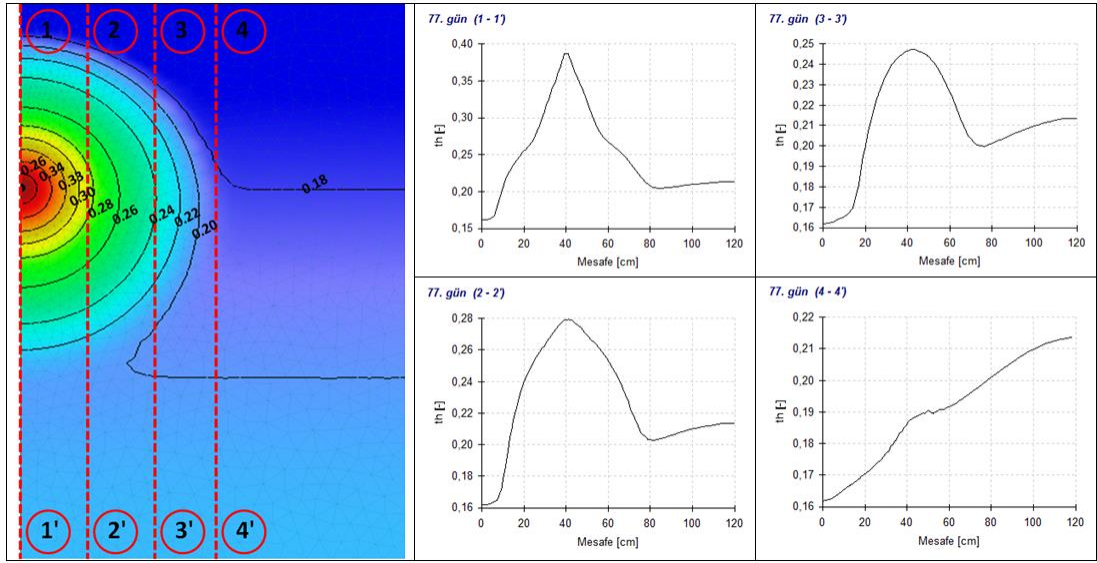 1 2 3 4
0.26
0.34
0.33
0.30
0.28
0.26
0.24
0.22
0.20
0.18
1' 2' 3' 4'
77. gün (1 - 1')
0,40
0,35
0,30
0,25
0,20
0,15
th [-]
0 20 40 60 80 100 120
Mesafe [cm]
77. gün (3 - 3')
0,25
0,24
0,23
0,22
0,21
0,20
0,19
0,18
0,17
0,16
th [-]
0 20 40 60 80 100 120
Mesafe [cm]
77. gün (2 - 2')
0,28
0,26
0,24
0,22
0,20
0,18
0,16
th [-]
0 20 40 60 80 100 120
Mesafe [cm]
77. gün (4 - 4')
0,22
0,21
0,20
0,19
0,18
0,17
0,16
th [-]
0 20 40 60 80 100 120
Mesafe [cm]